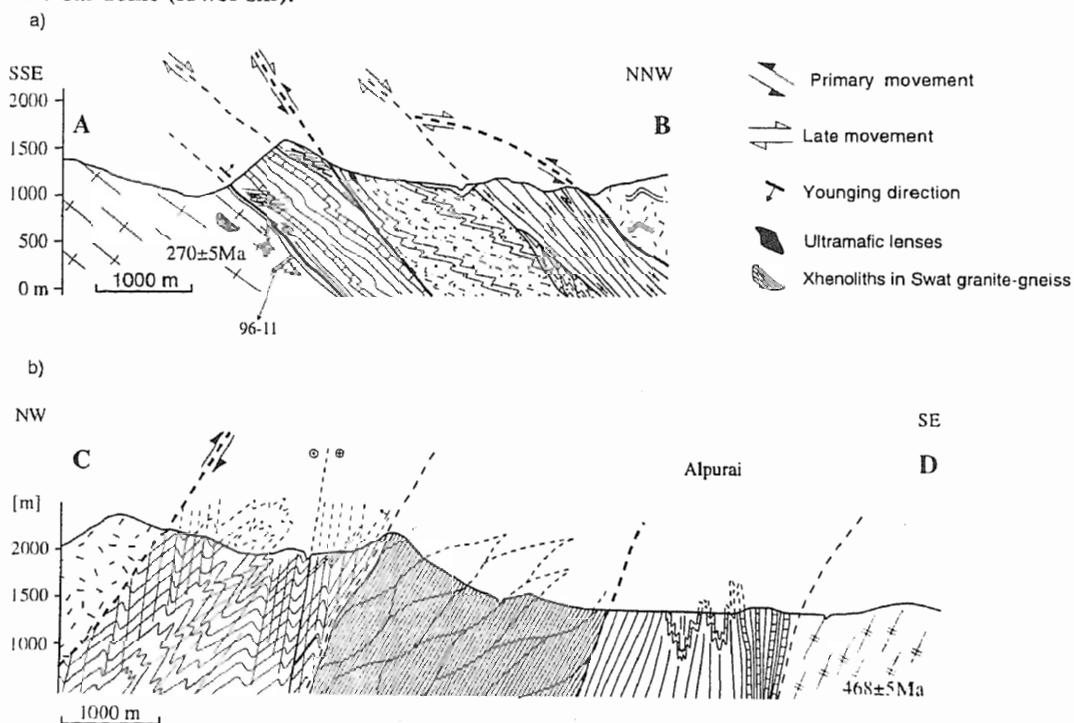 a)
SSE
NNW
2000
A
B
1500
1000
500
0 m
270±5Ma
1000 m
96-11
Primary movement
Late movement
Younging direction
Ultramafic lenses
Xhenoliths in Swat granite-gneiss
b)
NW
SE
C
Alpurai
D
[m]
2000
1500
1000
468±5Ma
1000 m